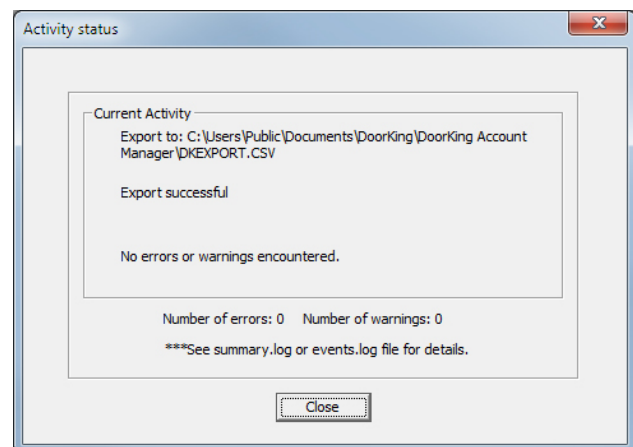 Activity status
Current Activity
Export to: C:\Users\Public\Documents\DoorKing\DoorKing Account
Manager\DKEXPORT.CSV
Export successful
No errors or warnings encountered.
Number of errors: 0 Number of warnings: 0
***See summary.log or events.log file for details.
Close